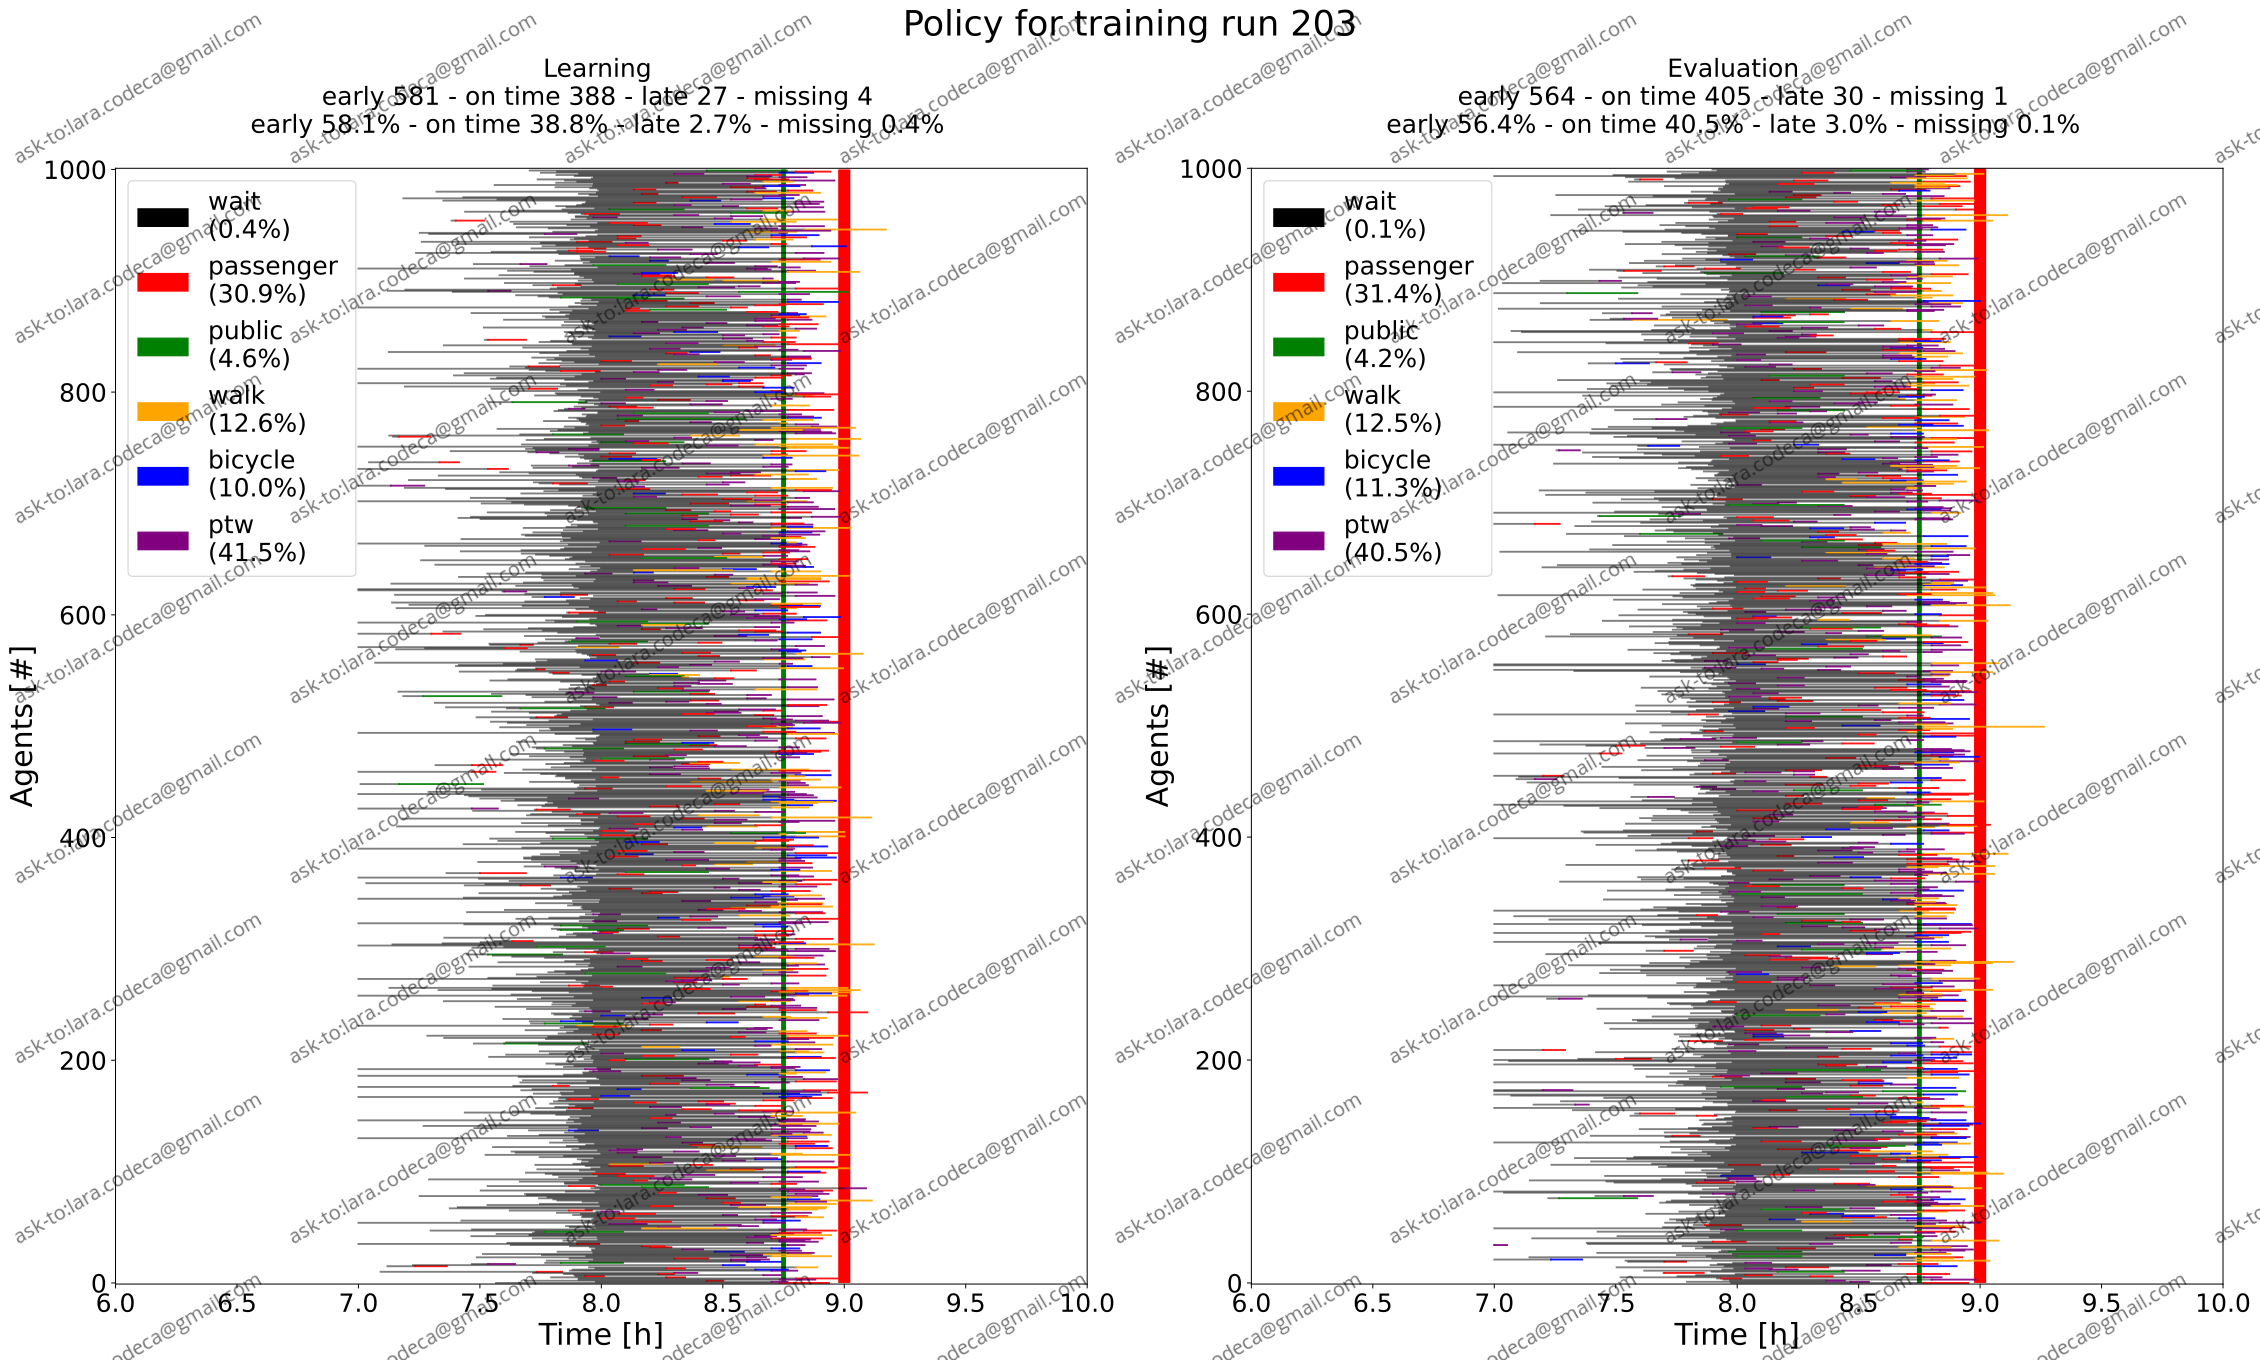 Policy for training run 203
Learning
early 581 - on time 388 - late 27 - missing 4
early 58.1% - on time 38.8% - late 2.7% - missing 0.4%
1000
800
600
400
200
0
Agents [#]
wait
(0.4%)
passenger
(30.9%)
public
(4.6%)
walk
(12.6%)
bicycle
(10.0%)
ptw
(41.5%)
6.0 6.5 7.0 7.5 8.0 8.5 9.0 9.5 10.0
Time [h]
Evaluation
early 564 - on time 405 - late 30 - missing 1
early 56.4% - on time 40.5% - late 3.0% - missing 0.1%
1000
800
600
400
200
0
Agents [#]
wait
(0.1%)
passenger
(31.4%)
public
(4.2%)
walk
(12.5%)
bicycle
(11.3%)
ptw
(40.5%)
6.0 6.5 7.0 7.5 8.0 8.5 9.0 9.5 10.0
Time [h]
ask-to:lara.codeca@gmail.com